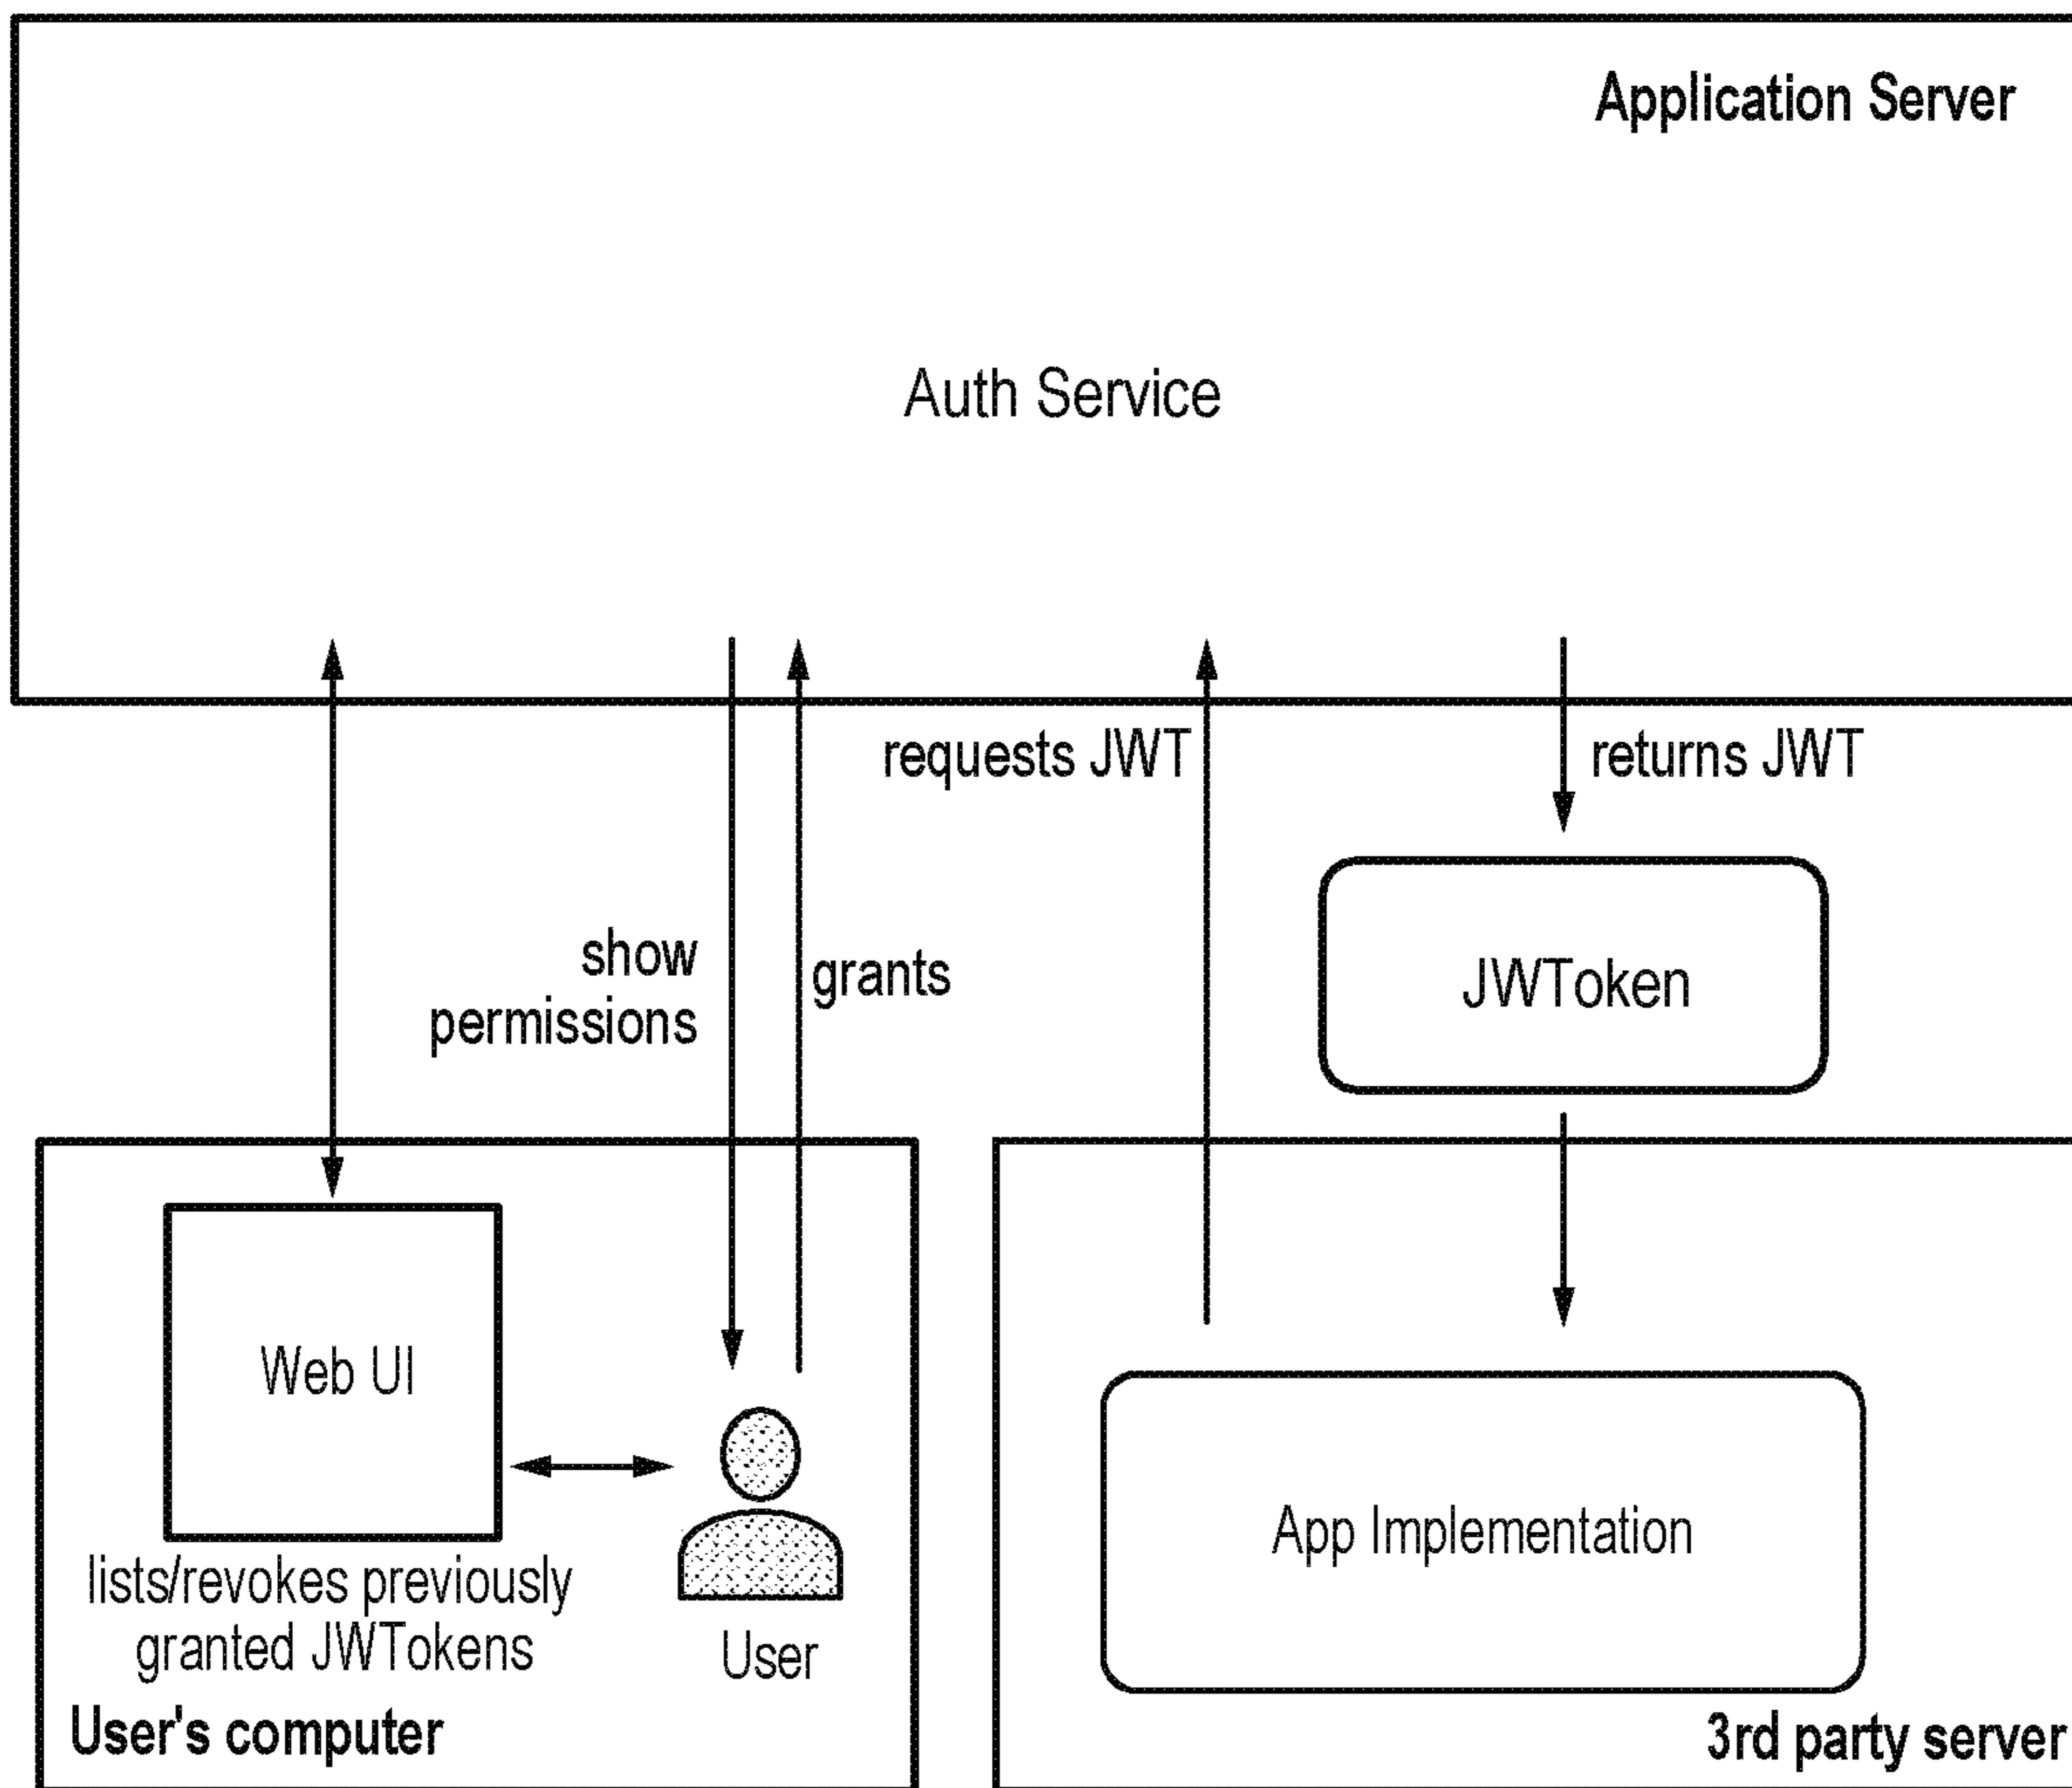 Application Server
Auth Service
requests JWT
returns JWT
show
permissions
grants
JWToken
Web UI
lists/revokes previously
granted JWTokens
User
User's computer
App Implementation
3rd party server